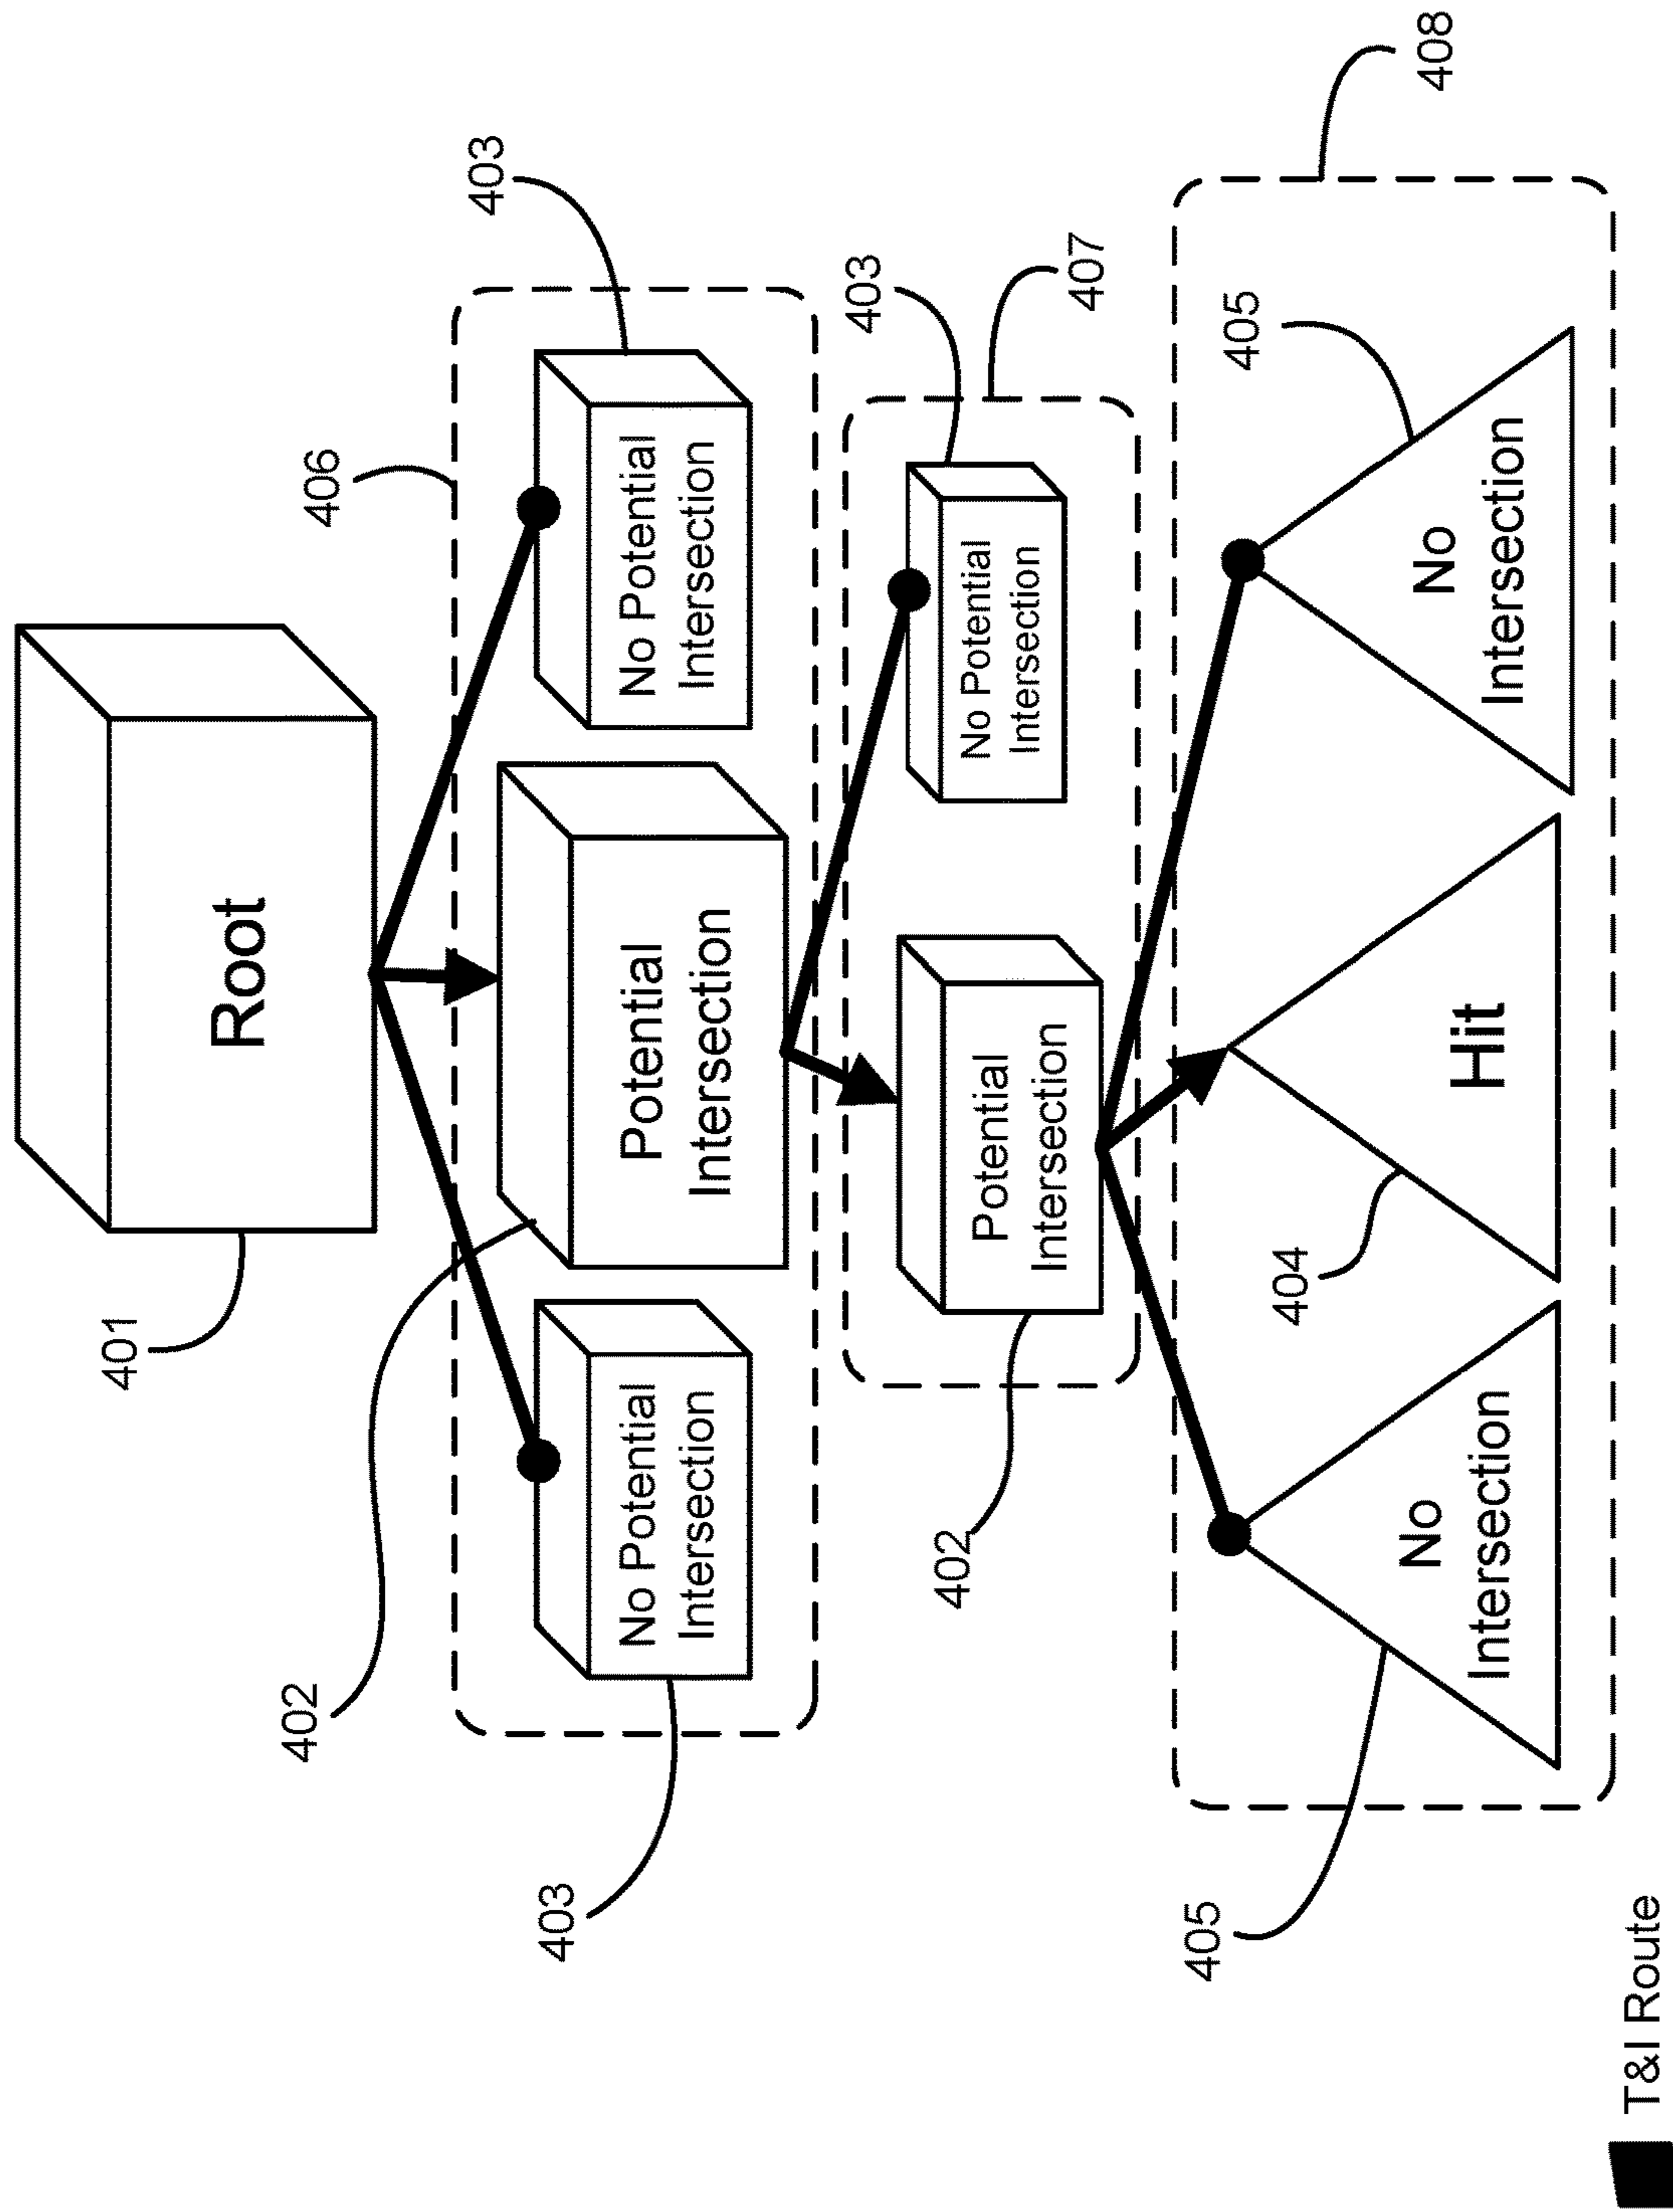 401
Root
406
402
403
No Potential
Intersection
Potential
Intersection
No Potential
Intersection
403
402
Potential
Intersection
No Potential
Intersection
403
407
405
No
Intersection
404
Hit
No
Intersection
405
408
T&I Route